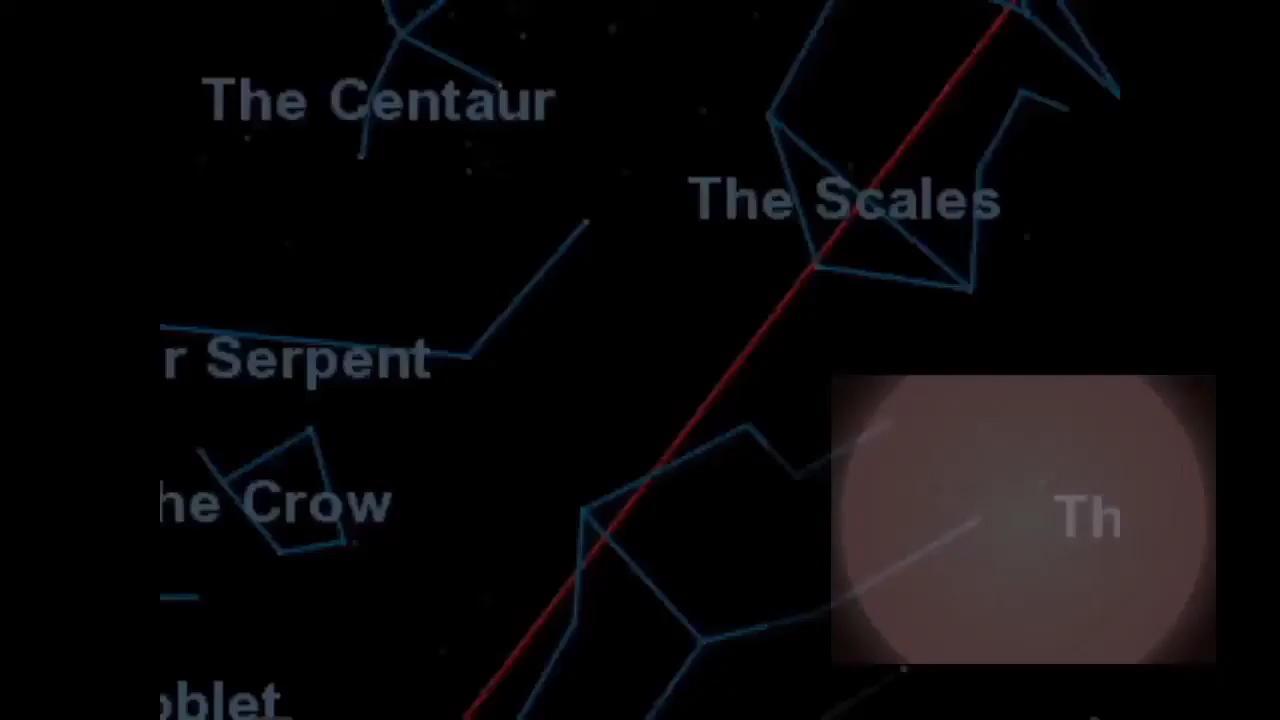 The Centaur
The Scales
r Serpent
he Crow
Th
oblet